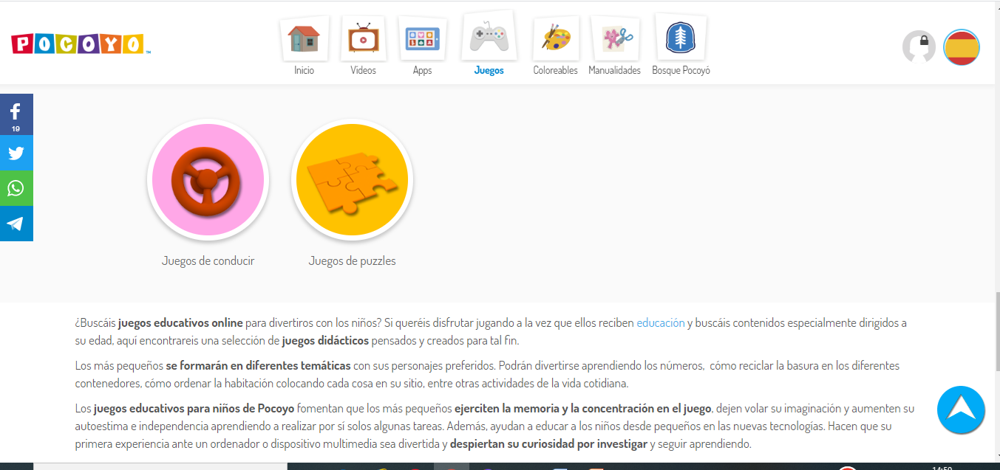 POCOYO™
Inicio
Videos
Apps
Juegos
Coloreables
Manualidades
Bosque Pocoyó
19
Juegos de conducir
Juegos de puzzles
¿Buscáis juegos educativos online para divertiros con los niños? Si queréis disfrutar jugando a la vez que ellos reciben educación y buscáis contenidos especialmente dirigidos a
su edad, aquí encontrareis una selección de juegos didácticos pensados y creados para tal fin.
Los más pequeños se formarán en diferentes temáticas con sus personajes preferidos. Podrán divertirse aprendiendo los números, cómo reciclar la basura en los diferentes
contenedores, cómo ordenar la habitación colocando cada cosa en su sitio, entre otras actividades de la vida cotidiana.
Los juegos educativos para niños de Pocoyo fomentan que los más pequeños ejerciten la memoria y la concentración en el juego, dejen volar su imaginación y aumenten su
autoestima e independencia aprendiendo a realizar por sí solos algunas tareas. Además, ayudan a educar a los niños desde pequeños en las nuevas tecnologías. Hacen que su
primera experiencia ante un ordenador o dispositivo multimedia sea divertida y despiertan su curiosidad por investigar y seguir aprendiendo.